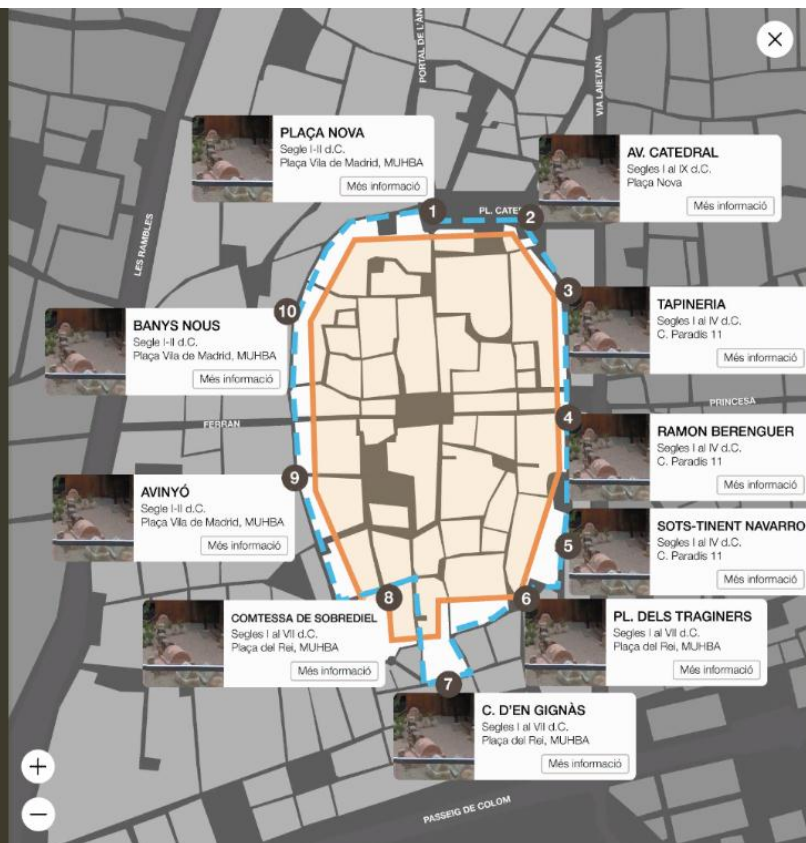 PORTAL DE L'ÀN
VIA LAIETANA
PLAÇA NOVA
Segle I-II d.C.
Plaça Vila de Madrid, MUHBA
Més informació
AV. CATEDRAL
Segles I al IX d.C.
Plaça Nova
Més informació
1
PL. CATE
2
LES RAMBLES
3
10
TAPINERIA
Segles I al IV d.C.
C. Paradís 11
Més informació
BANYS NOUS
Segle I-II d.C.
Plaça Vila de Madrid, MUHBA
Més informació
PRINCESA
4
FERRAN
RAMON BERENGUER
Segles I al IV d.C.
C. Paradís 11
Més informació
9
AVINYÓ
Segle I-II d.C.
Plaça Vila de Madrid, MUHBA
Més informació
SOTS-TINENT NAVARRO
Segles I al IV d.C.
C. Paradís 11
Més informació
5
8
6
COMTESSA DE SOBREDIEL
Segles I al VII d.C.
Plaça del Rei, MUHBA
Més informació
PL. DELS TRAGINERS
Segles I al VII d.C.
Plaça del Rei, MUHBA
Més informació
7
C. D'EN GIGNÀS
Segles I al VII d.C.
Plaça del Rei, MUHBA
Més informació
PASSEIG DE COLOM